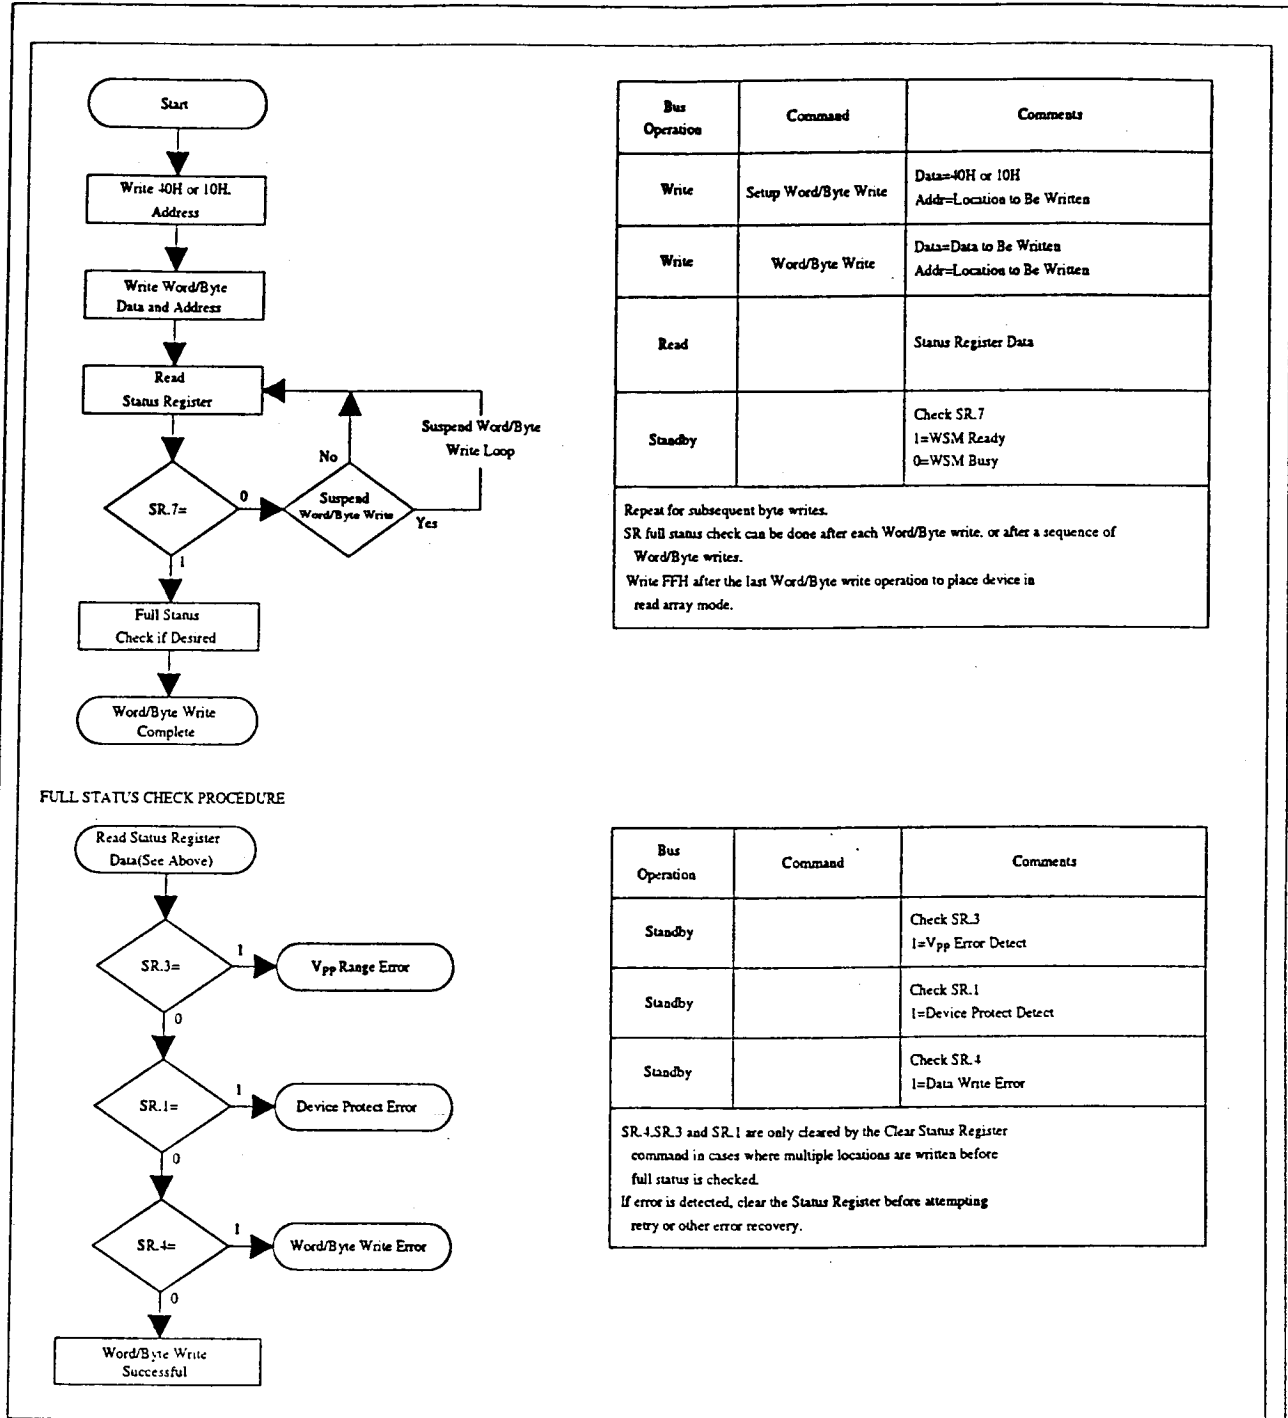 Start
Write 40H or 10H.
Address
Write Word/Byte
Data and Address
Read
Status Register
Suspend Word/Byte
Write Loop
No
SR.7=
0
Suspend
Word/Byte Write
Yes
1
Full Status
Check if Desired
Word/Byte Write
Complete
Bus
Operation
Command
Comments
Write
Setup Word/Byte Write
Data=40H or 10H
Addr=Location to Be Written
Write
Word/Byte Write
Data=Data to Be Written
Addr=Location to Be Written
Read
Status Register Data
Standby
Check SR.7
1=WSM Ready
0=WSM Busy
Repeat for subsequent byte writes.
SR full status check can be done after each Word/Byte write, or after a sequence of
Word/Byte writes.
Write FFH after the last Word/Byte write operation to place device in
read array mode.
FULL STATUS CHECK PROCEDURE
Read Status Register
Data(See Above)
SR.3=
1
VPP Range Error
0
SR.1=
1
Device Protect Error
0
SR.4=
1
Word/Byte Write Error
0
Word/Byte Write
Successful
Bus
Operation
Command
Comments
Standby
Check SR.3
1=VPP Error Detect
Standby
Check SR.1
1=Device Protect Detect
Standby
Check SR.4
1=Data Write Error
SR.4,SR.3 and SR.1 are only cleared by the Clear Status Register
command in cases where multiple locations are written before
full status is checked.
If error is detected, clear the Status Register before attempting
retry or other error recovery.